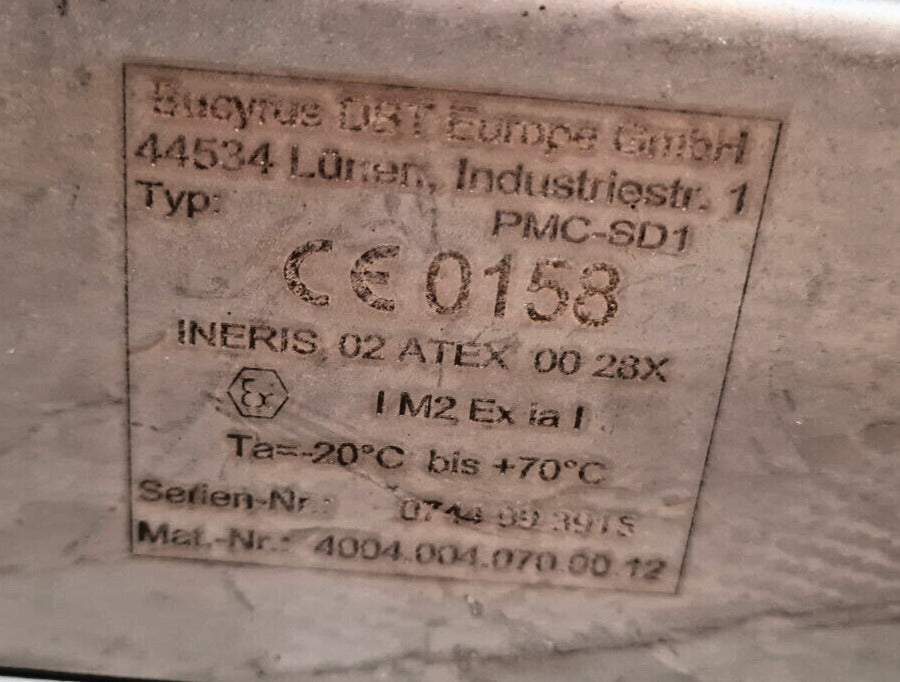 Bucyrus DBT Europe GmbH
44534 Lünen, Industriestr. 1
Typ: PMC-SD1
CE 0158
INERIS 02 ATEX 00 28X
Ex I M2 Ex ia I
Ta=-20°C bis +70°C
Serien-Nr.:
Mat.-Nr.: 4004.004.070.00.12